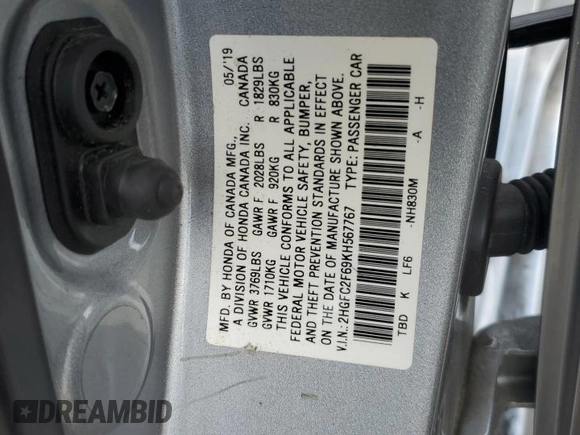 MFD. BY HONDA OF CANADA MFG., 05/'19
A DIVISION OF HONDA CANADA INC. CANADA
GVWR 3769LBS GAWR F 2028LBS R 1829LBS
GVWR 1710KG GAWR F 920KG R 830KG
THIS VEHICLE CONFORMS TO ALL APPLICABLE
FEDERAL MOTOR VEHICLE SAFETY, BUMPER,
AND THEFT PREVENTION STANDARDS IN EFFECT
ON THE DATE OF MANUFACTURE SHOWN ABOVE.
V.I.N.: 2HGFC2F69KH567767 TYPE: PASSENGER CAR
TBD K LF6 -NH830M -A -H
DREAMBID